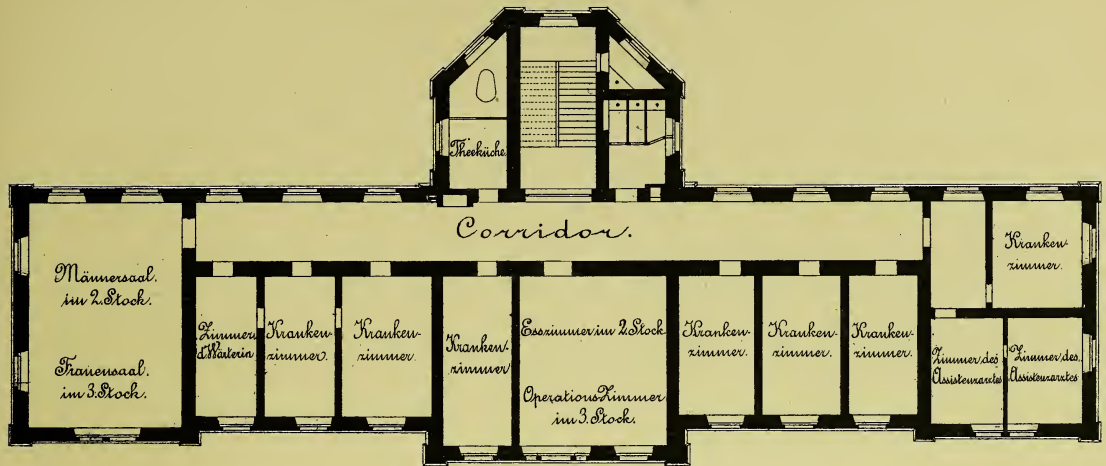 Theeküche.
Corridor.
Männersaal.
im 2. Stock.
Frauensaal.
im 3. Stock.
Zimmer
d. Wärterin
Kranken-
zimmer.
Kranken-
zimmer.
Kranken-
zimmer
Esszimmer im 2. Stock
Operations Zimmer
im 3. Stock.
Kranken-
zimmer.
Kranken-
zimmer.
Kranken-
zimmer.
Kranken-
zimmer.
Zimmer des
Assistenzarztes
Zimmer des
Assistenzarztes